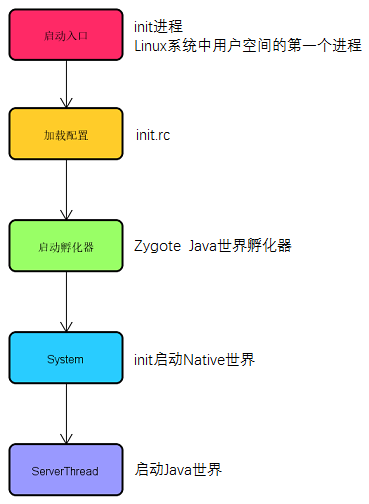 启动入口
init进程
Linux系统中用户空间的第一个进程
加载配置
init.rc
启动孵化器
Zygote Java世界孵化器
System
init启动Native世界
ServerThread
启动Java世界